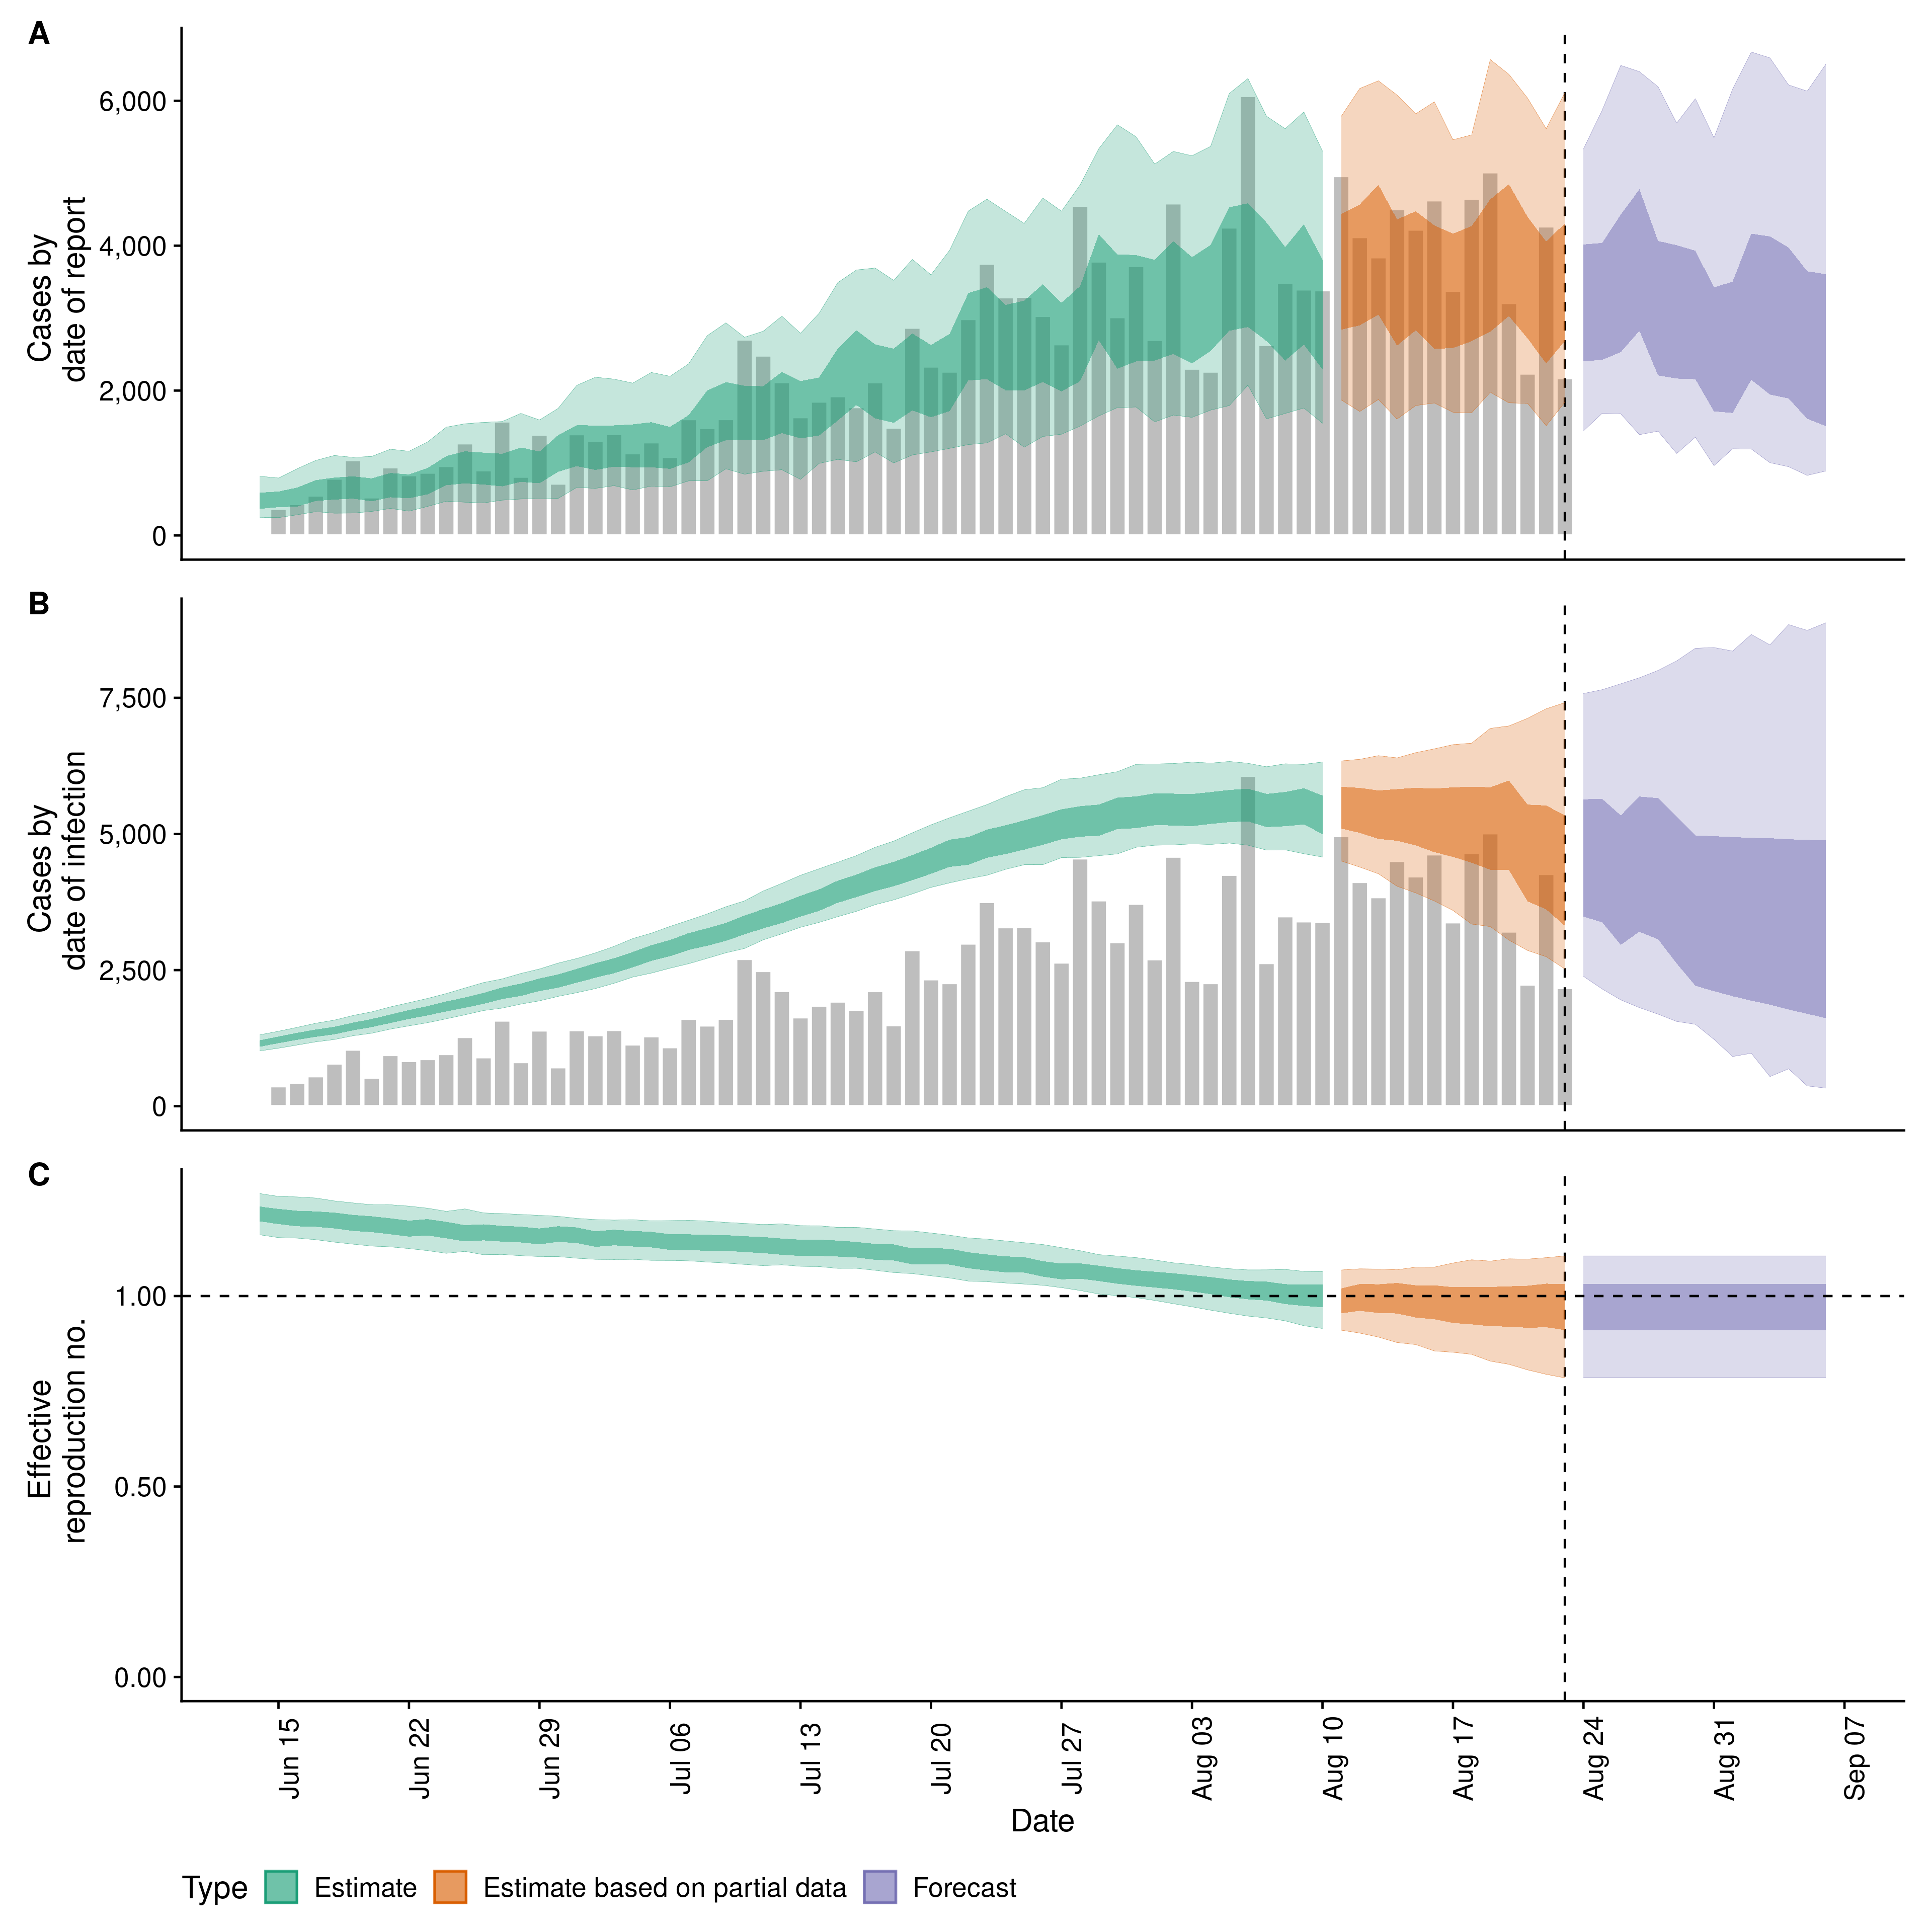 A
Cases by
date of report
6,000
4,000
2,000
0
B
Cases by
date of infection
7,500
5,000
2,500
0
C
Effective
reproduction no.
1.00
0.50
0.00
Jun 15
Jun 22
Jun 29
Jul 06
Jul 13
Jul 20
Jul 27
Aug 03
Aug 10
Aug 17
Aug 24
Aug 31
Sep 07
Date
Type Estimate Estimate based on partial data Forecast